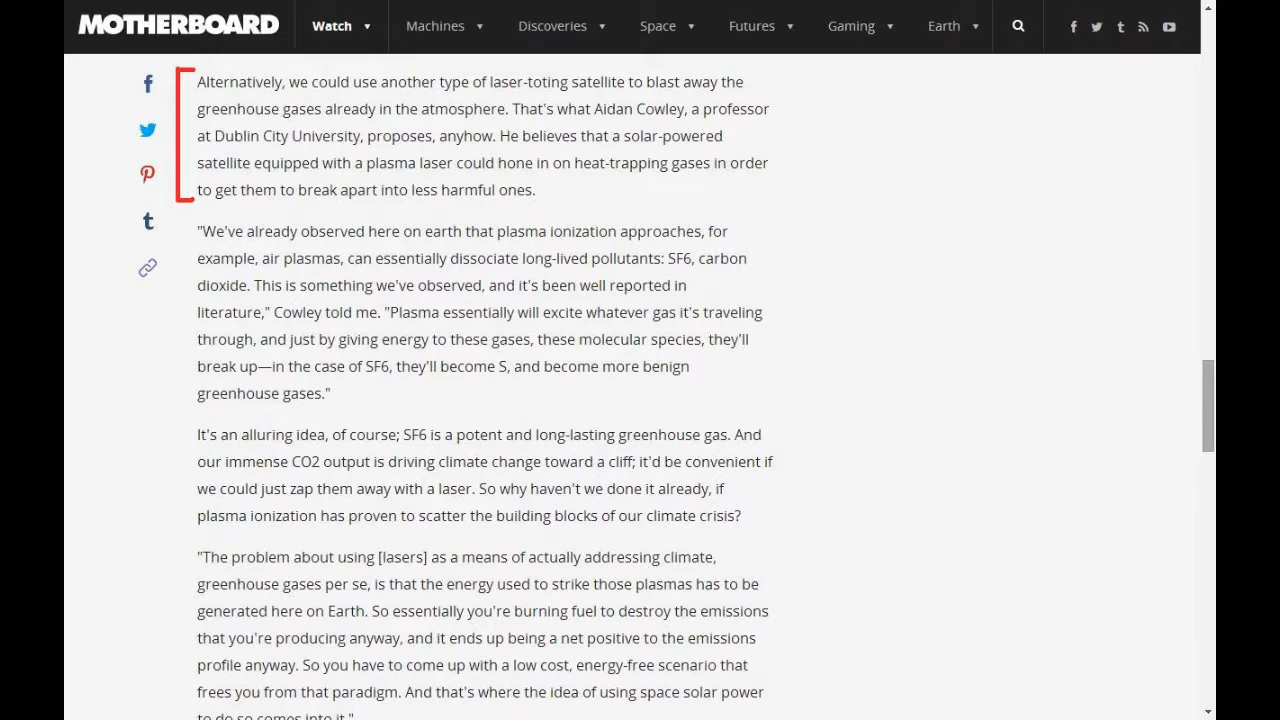 MOTHERBOARD Watch Machines Discoveries Space Futures Gaming Earth
Alternatively, we could use another type of laser-toting satellite to blast away the
greenhouse gases already in the atmosphere. That's what Aidan Cowley, a professor
at Dublin City University, proposes, anyhow. He believes that a solar-powered
satellite equipped with a plasma laser could hone in on heat-trapping gases in order
to get them to break apart into less harmful ones.
"We've already observed here on earth that plasma ionization approaches, for
example, air plasmas, can essentially dissociate long-lived pollutants: SF6, carbon
dioxide. This is something we've observed, and it's been well reported in
literature," Cowley told me. "Plasma essentially will excite whatever gas it's traveling
through, and just by giving energy to these gases, these molecular species, they'll
break up—in the case of SF6, they'll become S, and become more benign
greenhouse gases."
It's an alluring idea, of course; SF6 is a potent and long-lasting greenhouse gas. And
our immense CO2 output is driving climate change toward a cliff; it'd be convenient if
we could just zap them away with a laser. So why haven't we done it already, if
plasma ionization has proven to scatter the building blocks of our climate crisis?
"The problem about using [lasers] as a means of actually addressing climate,
greenhouse gases per se, is that the energy used to strike those plasmas has to be
generated here on Earth. So essentially you're burning fuel to destroy the emissions
that you're producing anyway, and it ends up being a net positive to the emissions
profile anyway. So you have to come up with a low cost, energy-free scenario that
frees you from that paradigm. And that's where the idea of using space solar power
to do so comes into it."